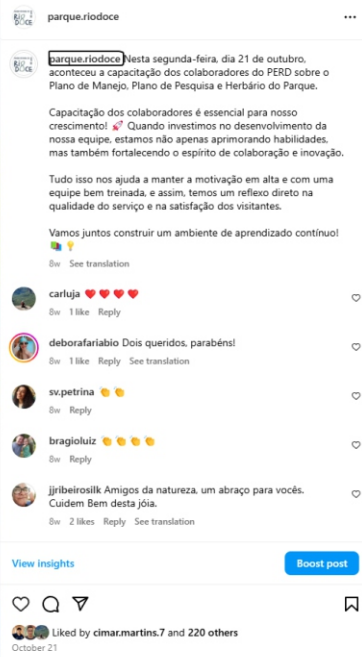 parque.riodoce
RIO
DOCE
parque.riodoce Nesta segunda-feira, dia 21 de outubro,
aconteceu a capacitação dos colaboradores do PERD sobre o
Plano de Manejo, Plano de Pesquisa e Herbário do Parque.
Capacitação dos colaboradores é essencial para nosso
crescimento! 🚀 Quando investimos no desenvolvimento da
nossa equipe, estamos não apenas aprimorando habilidades,
mas também fortalecendo o espírito de colaboração e inovação.
Tudo isso nos ajuda a manter a motivação em alta e com uma
equipe bem treinada, e assim, temos um reflexo direto na
qualidade do serviço e na satisfação dos visitantes.
Vamos juntos construir um ambiente de aprendizado contínuo!
📚💡
8w See translation
carluja ❤️❤️❤️❤️
8w 1 like Reply
deborafariabio Dois queridos, parabéns!
8w 1 like Reply See translation
sv.petrina 👏👏
8w Reply
bragioluiz 👏👏👏👏
8w Reply
jjribeirosilk Amigos da natureza, um abraço para vocês.
Cuidem Bem desta jóia.
8w 2 likes Reply See translation
View insights
Boost post
Liked by cimar.martins.7 and 220 others
October 21